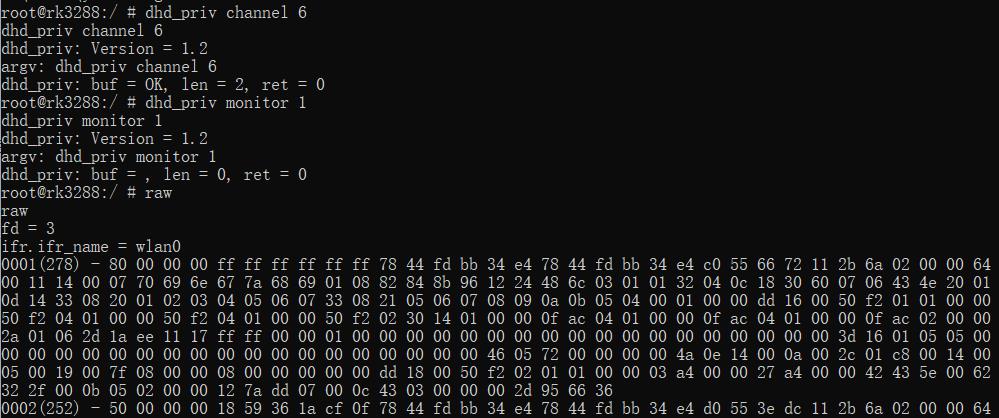 root@rk3288:/ # dhd_priv channel 6
dhd_priv channel 6
dhd_priv: Version = 1.2
argv: dhd_priv channel 6
dhd_priv: buf = OK, len = 2, ret = 0
root@rk3288:/ # dhd_priv monitor 1
dhd_priv monitor 1
dhd_priv: Version = 1.2
argv: dhd_priv monitor 1
dhd_priv: buf = , len = 0, ret = 0
root@rk3288:/ # raw
raw
fd = 3
ifr.ifr_name = wlan0
0001(278) - 80 00 00 00 ff ff ff ff ff ff 78 44 fd bb 34 e4 78 44 fd bb 34 e4 c0 55 66 72 11 2b 6a 02 00 00 64
00 11 14 00 07 70 69 6e 67 7a 68 69 01 08 82 84 8b 96 12 24 48 6c 03 01 01 32 04 0c 18 30 60 07 06 43 4e 20 01
0d 14 33 08 20 01 02 03 04 05 06 07 33 08 21 05 06 07 08 09 0a 0b 05 04 00 01 00 00 dd 16 00 50 f2 01 01 00 00
50 f2 04 01 00 00 50 f2 04 01 00 00 50 f2 02 30 14 01 00 00 0f ac 04 01 00 00 0f ac 04 01 00 00 0f ac 02 00 00
2a 01 06 2d 1a ee 11 17 ff ff 00 00 01 00 00 00 00 00 00 00 00 00 00 00 00 00 00 00 00 00 00 3d 16 01 05 05 00
00 00 00 00 00 00 00 00 00 00 00 00 00 00 00 00 00 46 05 72 00 00 00 00 4a 0e 14 00 0a 00 2c 01 c8 00 14 00
05 00 19 00 7f 08 00 00 08 00 00 00 00 00 dd 18 00 50 f2 02 01 01 00 00 03 a4 00 00 27 a4 00 00 42 43 5e 00 62
32 2f 00 0b 05 02 00 00 12 7a dd 07 00 0c 43 03 00 00 00 2d 95 66 36
0002(252) - 50 00 00 00 18 59 36 1a cf 0f 78 44 fd bb 34 e4 78 44 fd bb 34 e4 d0 55 3e dc 11 2b 6a 02 00 00 64